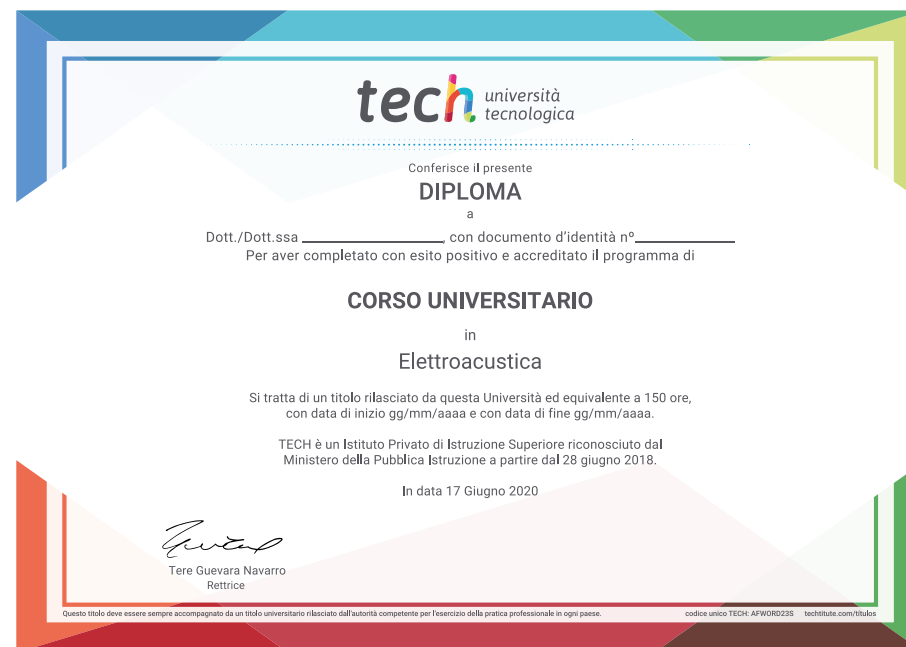 tech università
tecnologica
Conferisce il presente
DIPLOMA
a
Dott./Dott.ssa ____________________, con documento d'identità nº______________
Per aver completato con esito positivo e accreditato il programma di
CORSO UNIVERSITARIO
in
Elettroacustica
Si tratta di un titolo rilasciato da questa Università ed equivalente a 150 ore,
con data di inizio gg/mm/aaaa e con data di fine gg/mm/aaaa.
TECH è un Istituto Privato di Istruzione Superiore riconosciuto dal
Ministero della Pubblica Istruzione a partire dal 28 giugno 2018.
In data 17 Giugno 2020
Tere Guevara Navarro
Rettrice
Questo titolo deve essere sempre accompagnato da un titolo universitario rilasciato dall'autorità competente per l'esercizio della pratica professionale in ogni paese. codice unico TECH: AFWORD23S techtitute.com/títulos